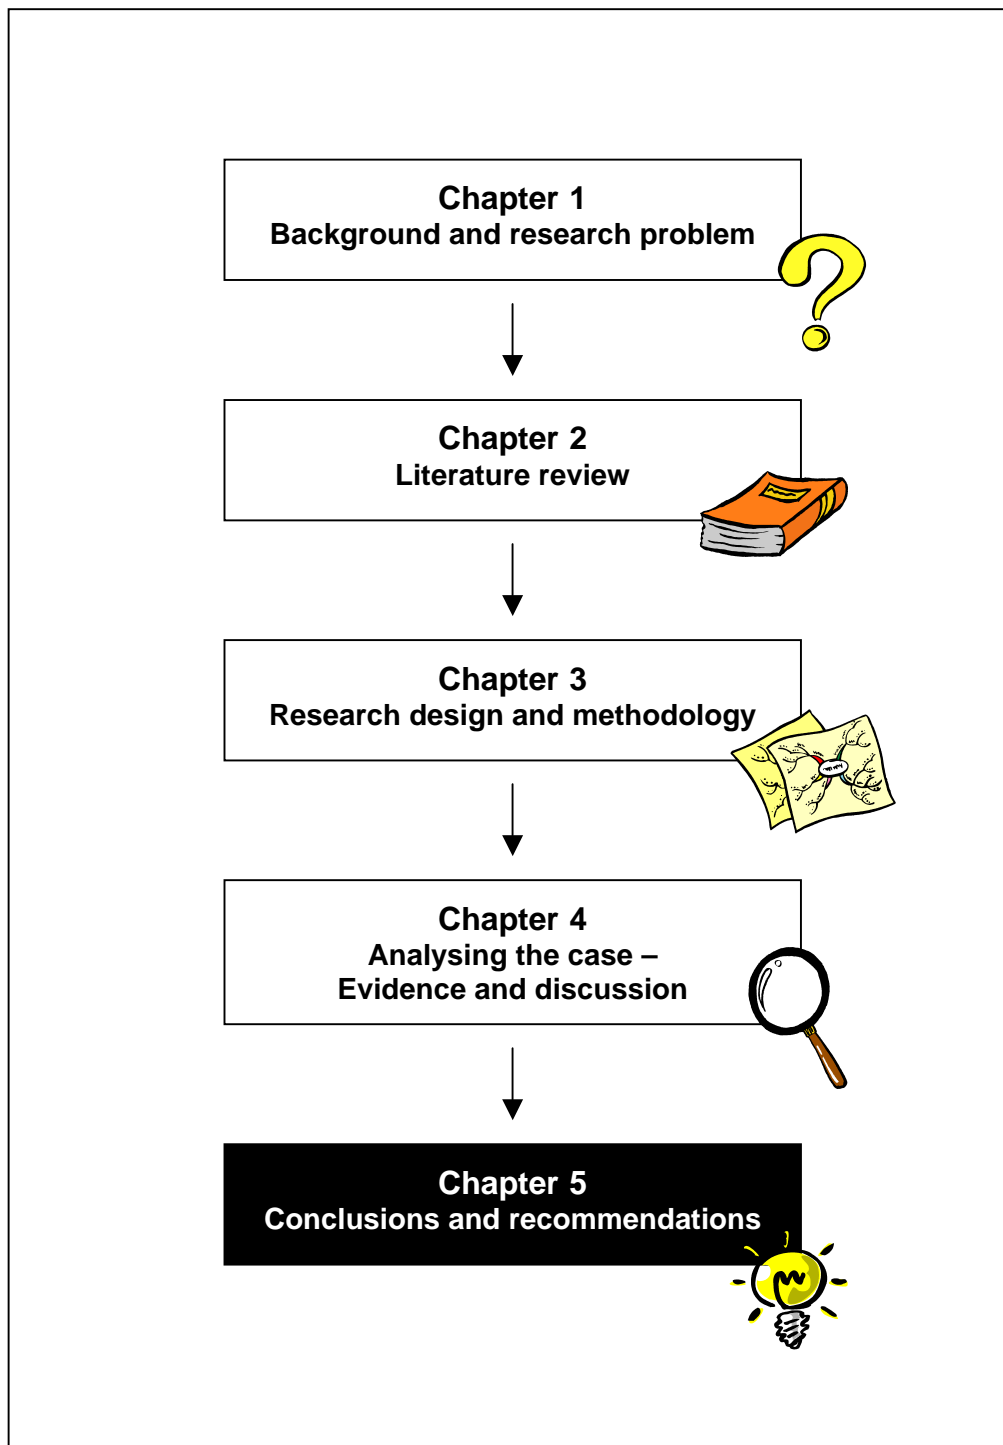 Chapter 1
Background and research problem
Chapter 2
Literature review
Chapter 3
Research design and methodology
Chapter 4
Analysing the case –
Evidence and discussion
Chapter 5
Conclusions and recommendations